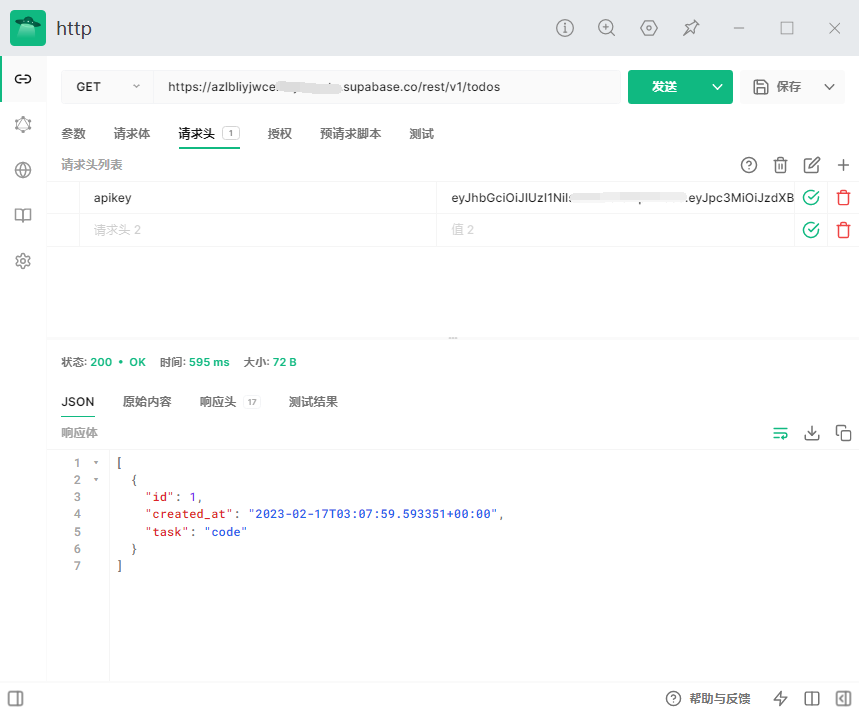 http
GET https://azlbliyjwce .supabase.co/rest/v1/todos 发送 保存
参数 请求体 请求头 1 授权 预请求脚本 测试
请求头列表
apikey eyJhbGciOiJIUzI1NiIs .eyJpc3MiOiJzdXB
请求头 2 值 2
状态: 200 • OK 时间: 595 ms 大小: 72 B
JSON 原始内容 响应头 17 测试结果
响应体
1 [
2 {
3 "id": 1,
4 "created_at": "2023-02-17T03:07:59.593351+00:00",
5 "task": "code"
6 }
7 ]
帮助与反馈